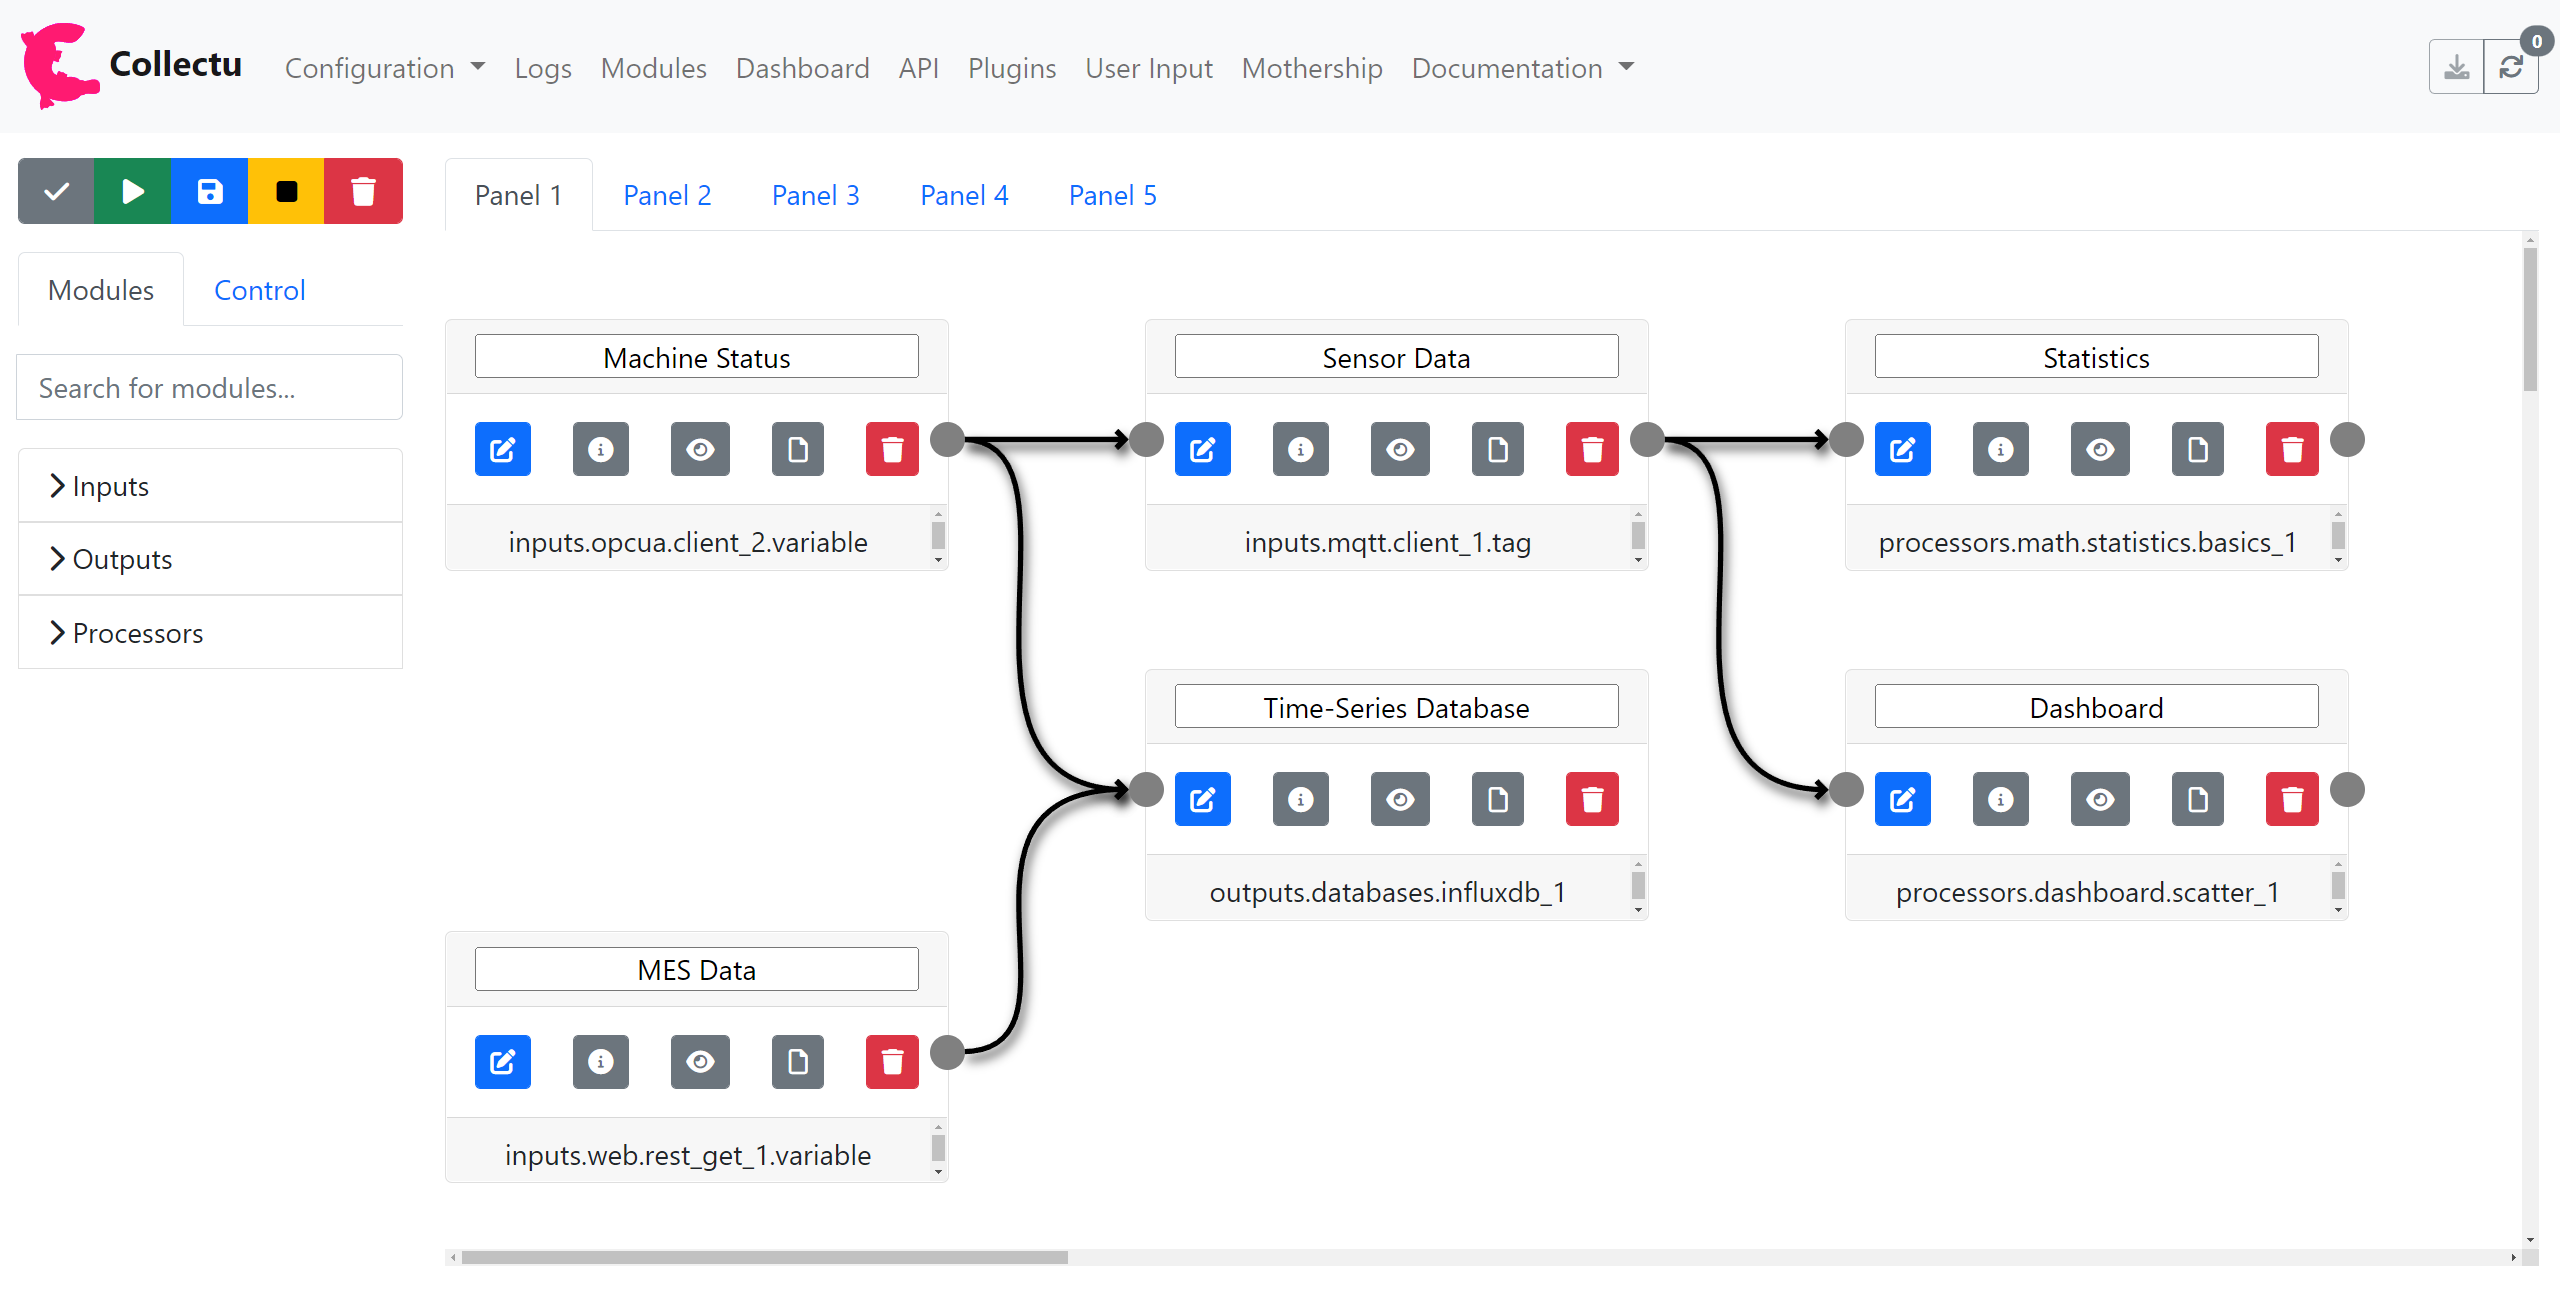 Collectu
Configuration
Logs
Modules
Dashboard
API
Plugins
User Input
Mothership
Documentation
0
Panel 1
Panel 2
Panel 3
Panel 4
Panel 5
Modules
Control
Search for modules...
Inputs
Outputs
Processors
Machine Status
inputs.opcua.client_2.variable
Sensor Data
inputs.mqtt.client_1.tag
Statistics
processors.math.statistics.basics_1
Time-Series Database
outputs.databases.influxdb_1
Dashboard
processors.dashboard.scatter_1
MES Data
inputs.web.rest_get_1.variable